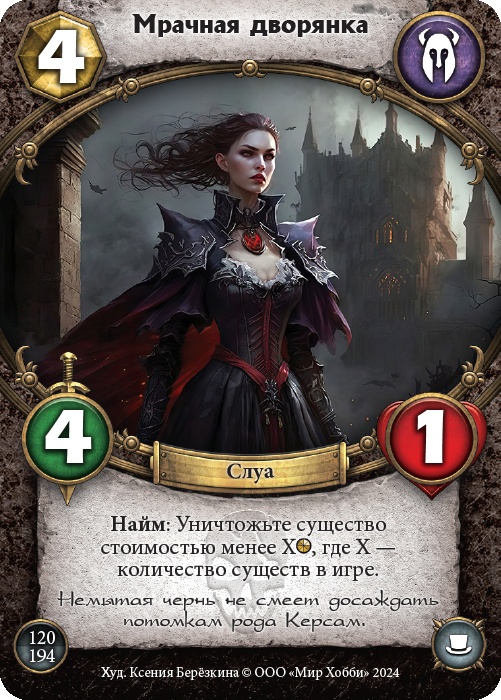 Мрачная дворянка
4
4
1
Слуа
Найм: Уничтожьте существо
стоимостью менее X, где X —
количество существ в игре.
Немытая чернь не смеет досаждать
потомкам рода Керсам.
120
194
Худ. Ксения Берёзкина © ООО «Мир Хобби» 2024